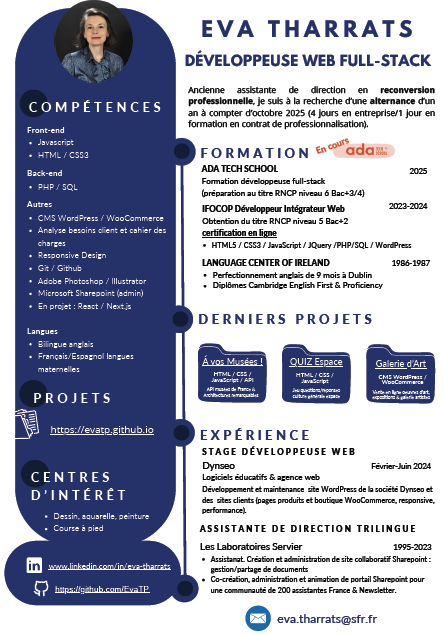 EVA THARRATS
DÉVELOPPEUSE WEB FULL-STACK
Ancienne assistante de direction en reconversion
professionnelle, je suis à la recherche d'une alternance d'un
an à compter d'octobre 2025 (4 jours en entreprise/1 jour en
formation en contrat de professionnalisation).
COMPÉTENCES
Front-end
Javascript
HTML / CSS3
Back-end
PHP / SQL
Autres
CMS WordPress / WooCommerce
Analyse besoins client et cahier des
charges
Responsive Design
Git / Github
Adobe Photoshop / Illustrator
Microsoft Sharepoint (admin)
En projet : React / Next.js
Langues
Bilingue anglais
Français/Espagnol langues
maternelles
PROJETS
https://evatp.github.io
CENTRES
D'INTÉRÊT
Dessin, aquarelle, peinture
Course à pied
www.linkedin.com/in/eva-tharrats
https://github.com/EvaTP
FORMATION
En cours
ada
TECH
SCHOOL
ADA TECH SCHOOL 2025
Formation développeuse full-stack
(préparation au titre RNCP niveau 6 Bac+3/4)
IFOCOP Développeur Intégrateur Web 2023-2024
Obtention du titre RNCP niveau 5 Bac+2
certification en ligne
HTML5 / CSS3 / JavaScript / JQuery /PHP/SQL / WordPress
LANGUAGE CENTER OF IRELAND 1986-1987
Perfectionnement anglais de 9 mois à Dublin
Diplômes Cambridge English First & Proficiency
DERNIERS PROJETS
À vos Musées !
HTML / CSS /
JavaScript / API
API musées de France &
Architectures remarquables
QUIZ Espace
HTML / CSS /
JavaScript
Jeu questions/réponses
culture générale espace
Galerie d'Art
CMS WordPress /
WooCommerce
Vente en ligne oeuvres d'art,
expositions & galerie artistes
EXPÉRIENCE
STAGE DÉVELOPPEUSE WEB
Dynseo Février-Juin 2024
Logiciels éducatifs & agence web
Développement et maintenance site WordPress de la société Dynseo et
des sites clients (pages produits et boutique WooCommerce, responsive,
performance).
ASSISTANTE DE DIRECTION TRILINGUE
Les Laboratoires Servier 1995-2023
Assistanat. Création et administration de site collaboratif Sharepoint :
gestion/partage de documents
Co-création, administration et animation de portail Sharepoint pour
une communauté de 200 assistantes France & Newsletter.
eva.tharrats@sfr.fr